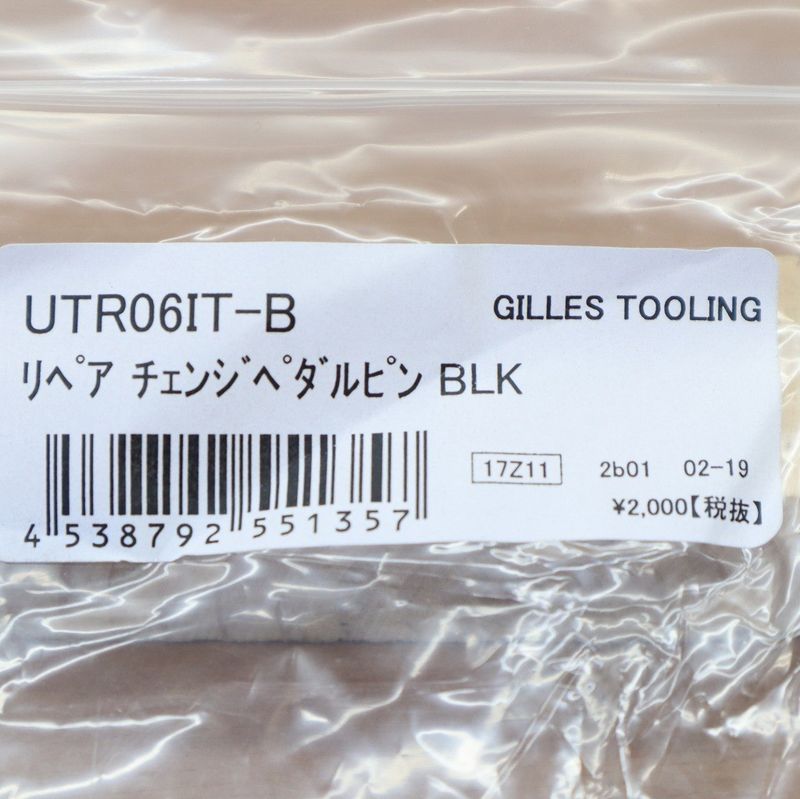 UTR06IT-B GILLES TOOLING
ﾘﾍﾟｱ ﾁｪﾝｼﾞﾍﾟﾀﾞﾙﾋﾟﾝ BLK
17Z11 2b01 02-19
¥2,000【税抜】
4 538792 551357